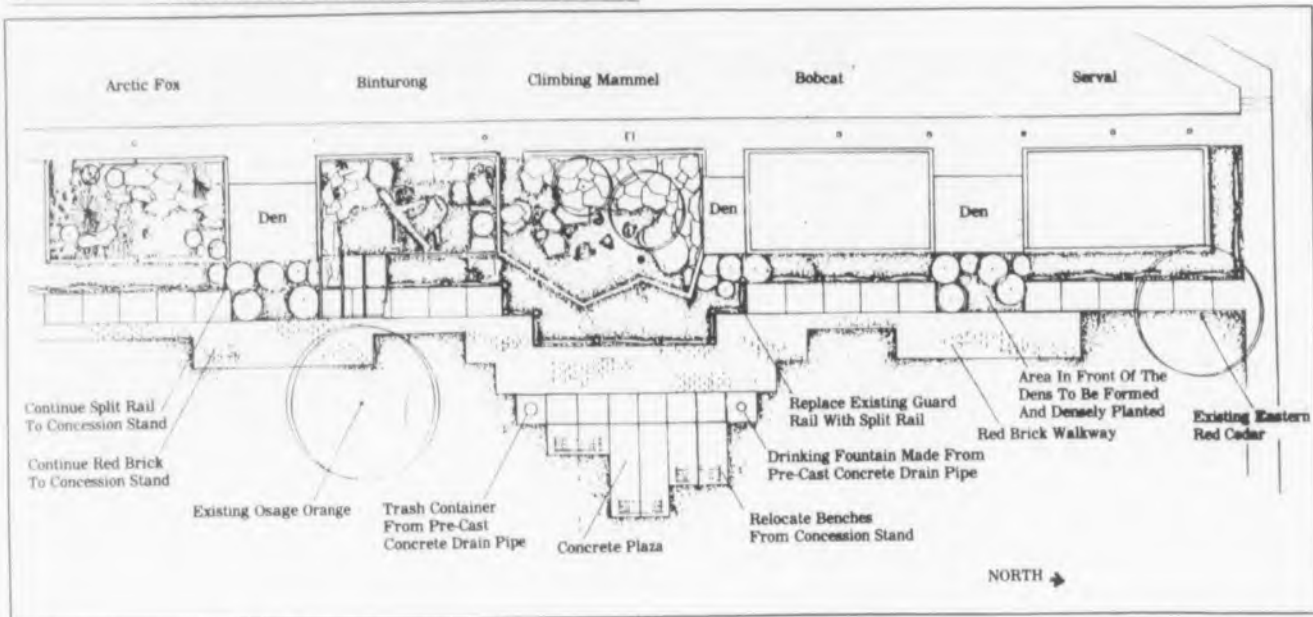 Arctic Fox
Binturong
Climbing Mammel
Bobcat
Serval
Den
Den
Den
Continue Split Rail
To Concession Stand
Continue Red Brick
To Concession Stand
Existing Osage Orange
Trash Container
From Pre-Cast
Concrete Drain Pipe
Concrete Plaza
Relocate Benches
From Concession Stand
Drinking Fountain Made From
Pre-Cast Concrete Drain Pipe
Replace Existing Guard
Rail With Split Rail
Red Brick Walkway
Area In Front Of The
Dens To Be Formed
And Densely Planted
Existing Eastern
Red Cedar
NORTH